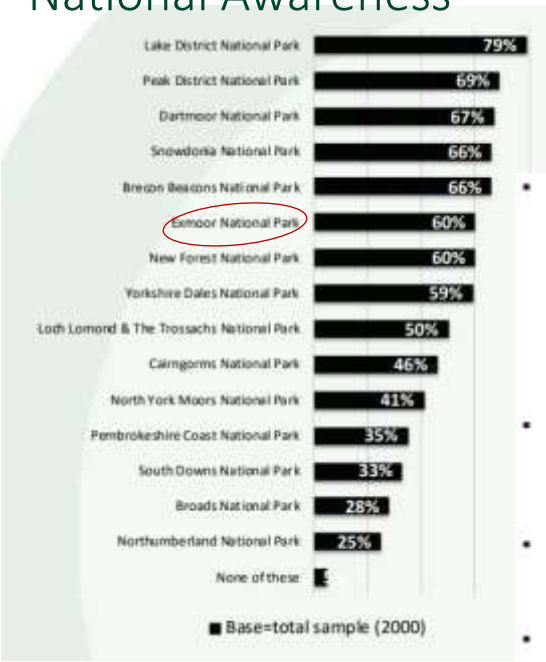 National Awareness
Lake District National Park 79%
Peak District National Park 69%
Dartmoor National Park 67%
Snowdonia National Park 66%
Brecon Beacons National Park 66%
Exmoor National Park 60%
New Forest National Park 60%
Yorkshire Dales National Park 59%
Loch Lomond & The Trossachs National Park 50%
Cairngorms National Park 46%
North York Moors National Park 41%
Pembrokeshire Coast National Park 35%
South Downs National Park 33%
Broads National Park 28%
Northumberland National Park 25%
None of these
Base=total sample (2000)